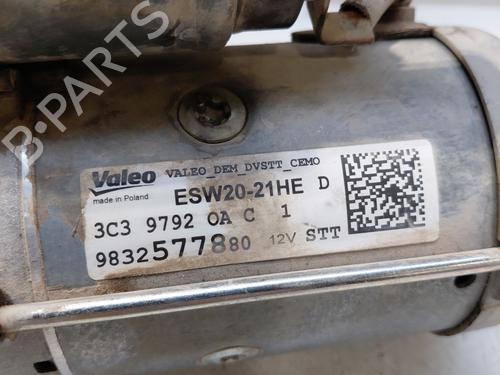 B-PARTS
Valeo VALEO_DEM_DVSTT_CEMO
made in Poland ESW20-21HE D
3C3 9792 0A C 1
9832577880 12V STT